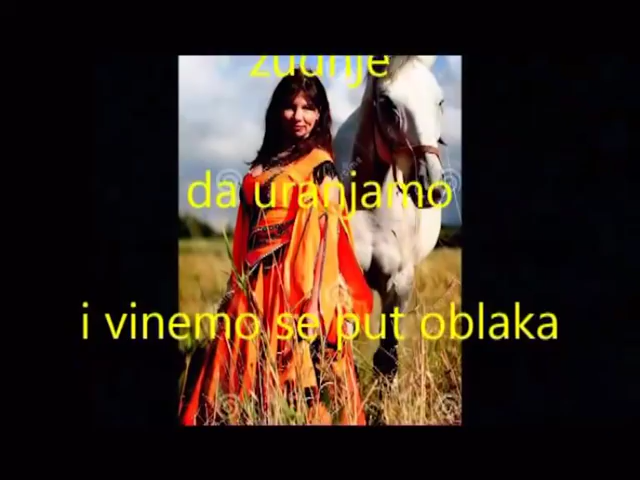 žudnje
da uranjamo
i vinemo se put oblaka